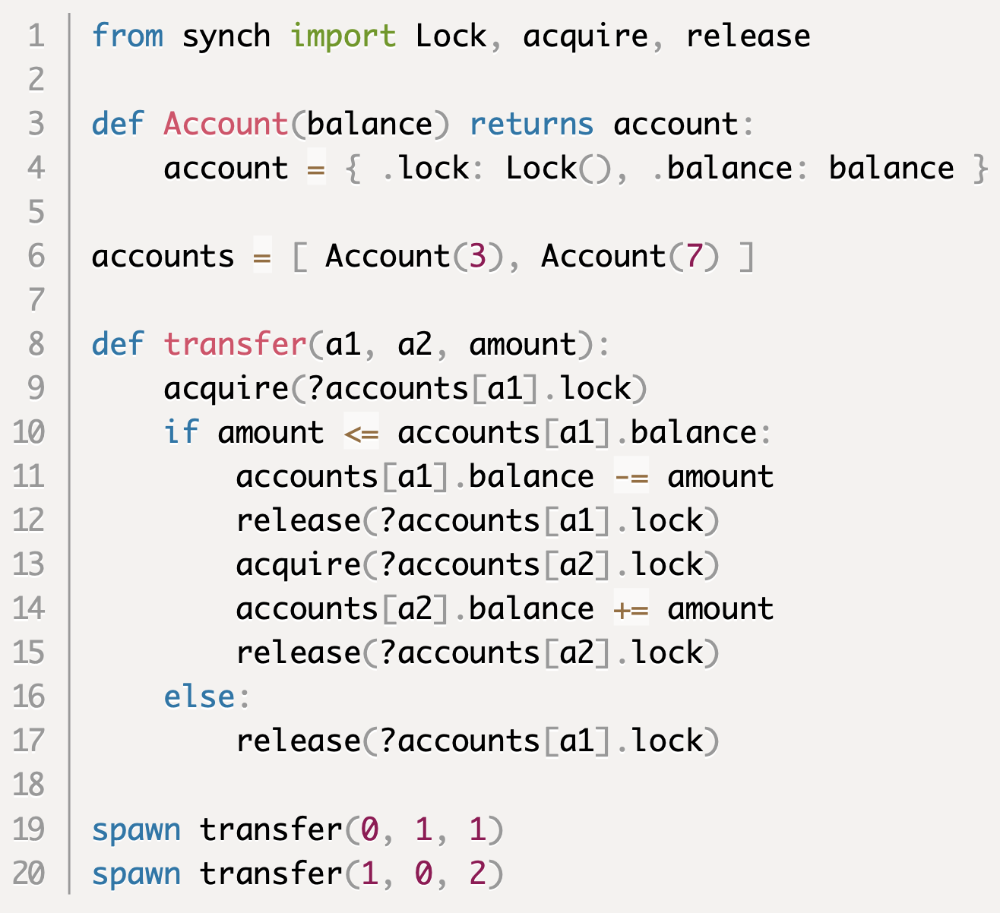 1 from synch import Lock, acquire, release
2
3 def Account(balance) returns account:
4     account = { .lock: Lock(), .balance: balance }
5
6 accounts = [ Account(3), Account(7) ]
7
8 def transfer(a1, a2, amount):
9     acquire(?accounts[a1].lock)
10     if amount <= accounts[a1].balance:
11         accounts[a1].balance -= amount
12         release(?accounts[a1].lock)
13         acquire(?accounts[a2].lock)
14         accounts[a2].balance += amount
15         release(?accounts[a2].lock)
16     else:
17         release(?accounts[a1].lock)
18
19 spawn transfer(0, 1, 1)
20 spawn transfer(1, 0, 2)